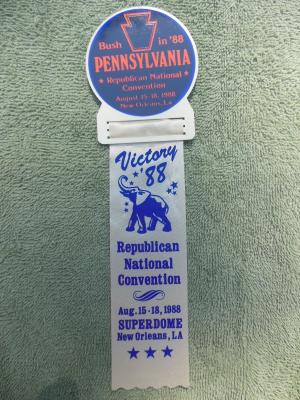 Bush in '88
PENNSYLVANIA
★ Republican National ★
Convention
August 15-18, 1988
New Orleans, La
Victory
'88
Republican
National
Convention
Aug. 15-18, 1988
SUPERDOME
New Orleans, LA
★ ★ ★